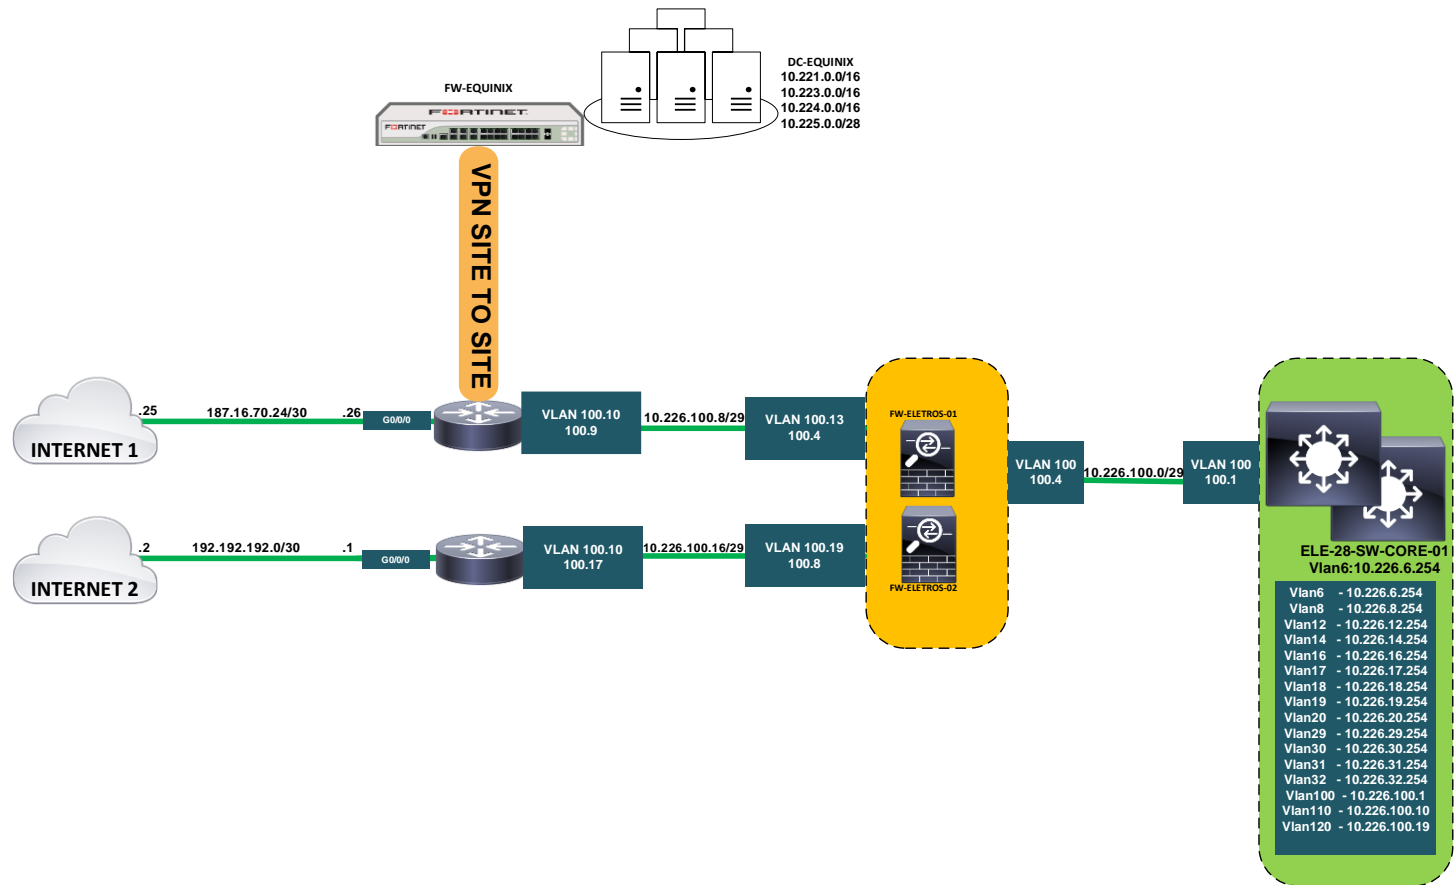 DC-EQUINIX
10.221.0.0/16
10.223.0.0/16
10.224.0.0/16
10.225.0.0/28
FW-EQUINIX
FORTINET
FORTINET
VPN SITE TO SITE
INTERNET 1
.25
187.16.70.24/30
.26
G0/0/0
VLAN 100.10
100.9
10.226.100.8/29
VLAN 100.13
100.4
FW-ELETROS-01
INTERNET 2
.2
192.192.192.0/30
.1
G0/0/0
VLAN 100.10
100.17
10.226.100.16/29
VLAN 100.19
100.8
FW-ELETROS-02
VLAN 100
100.4
10.226.100.0/29
VLAN 100
100.1
ELE-28-SW-CORE-01
Vlan6:10.226.6.254
Vlan6 - 10.226.6.254
Vlan8 - 10.226.8.254
Vlan12 - 10.226.12.254
Vlan14 - 10.226.14.254
Vlan16 - 10.226.16.254
Vlan17 - 10.226.17.254
Vlan18 - 10.226.18.254
Vlan19 - 10.226.19.254
Vlan20 - 10.226.20.254
Vlan29 - 10.226.29.254
Vlan30 - 10.226.30.254
Vlan31 - 10.226.31.254
Vlan32 - 10.226.32.254
Vlan100 - 10.226.100.1
Vlan110 - 10.226.100.10
Vlan120 - 10.226.100.19